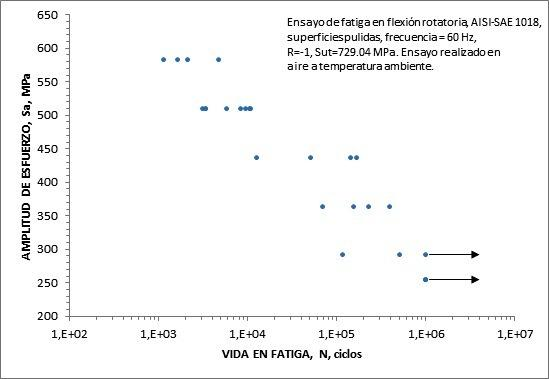 Ensayo de fatiga en flexión rotatoria, AISI-SAE 1018,
superficies pulidas, frecuencia = 60 Hz,
R=-1, Sut=729.04 MPa. Ensayo realizado en
aire a temperatura ambiente.
AMPLITUD DE ESFUERZO, Sa, MPa
650
600
550
500
450
400
350
300
250
200
1,E+02
1,E+03
1,E+04
1,E+05
1,E+06
1,E+07
VIDA EN FATIGA, N, ciclos